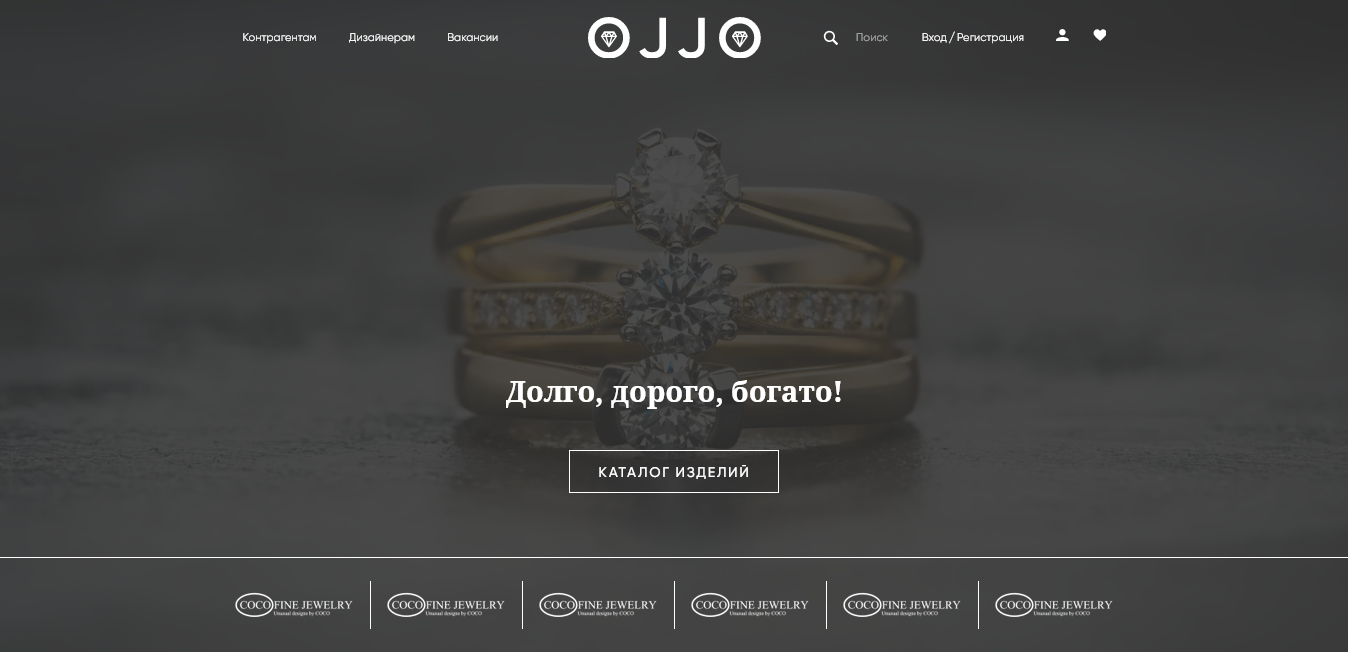 Контрагентам Дизайнерам Вакансии OJJO Поиск Вход / Регистрация
Долго, дорого, богато!
КАТАЛОГ ИЗДЕЛИЙ
COCO FINE JEWELRY COCO FINE JEWELRY COCO FINE JEWELRY COCO FINE JEWELRY COCO FINE JEWELRY COCO FINE JEWELRY
Unusual designs by COCO Unusual designs by COCO Unusual designs by COCO Unusual designs by COCO Unusual designs by COCO Unusual designs by COCO